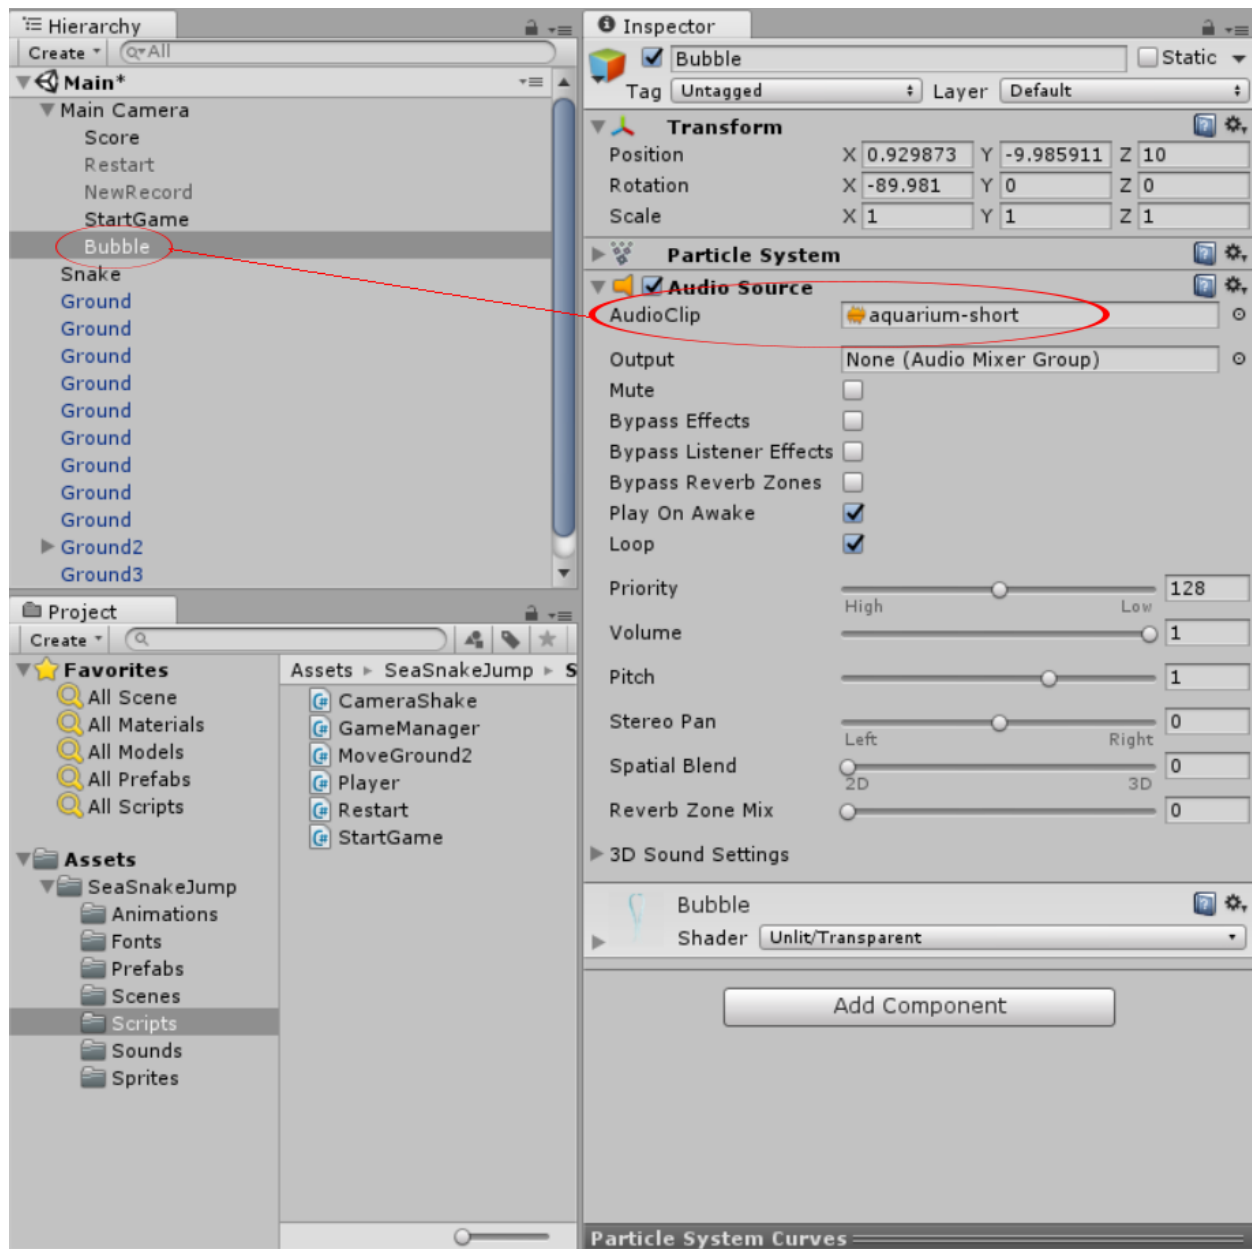 Hierarchy
Create
All
Main*
Main Camera
Score
Restart
NewRecord
StartGame
Bubble
Snake
Ground
Ground
Ground
Ground
Ground
Ground
Ground
Ground
Ground
Ground2
Ground3
Project
Create
Favorites
All Scene
All Materials
All Models
All Prefabs
All Scripts
Assets
SeaSnakeJump
Animations
Fonts
Prefabs
Scenes
Scripts
Sounds
Sprites
Assets SeaSnakeJump S
CameraShake
GameManager
MoveGround2
Player
Restart
StartGame
Inspector
Bubble Static
Tag Untagged Layer Default
Transform
Position X 0.929873 Y -9.985911 Z 10
Rotation X -89.981 Y 0 Z 0
Scale X 1 Y 1 Z 1
Particle System
Audio Source
AudioClip aquarium-short
Output None (Audio Mixer Group)
Mute
Bypass Effects
Bypass Listener Effects
Bypass Reverb Zones
Play On Awake
Loop
Priority 128
High Low
Volume 1
Pitch 1
Stereo Pan 0
Left Right
Spatial Blend 0
2D 3D
Reverb Zone Mix 0
3D Sound Settings
Bubble
Shader Unlit/Transparent
Add Component
Particle System Curves